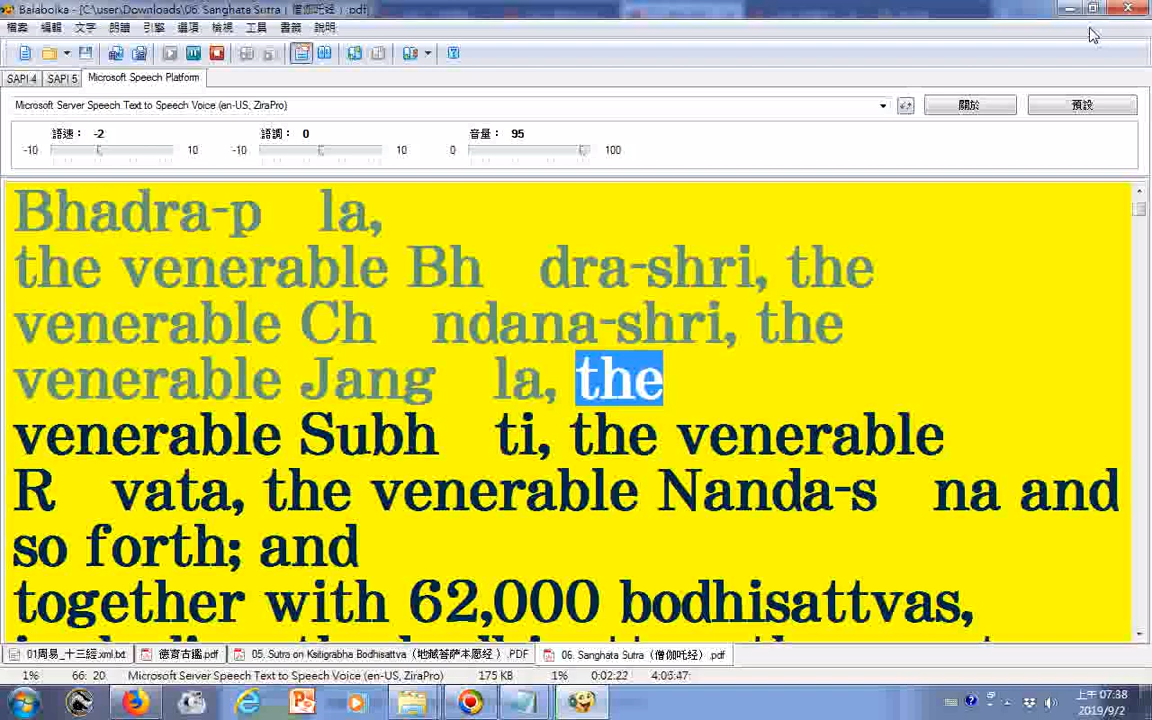 Balabolka - [C:\user\Downloads\06. Sanghata Sutra ( 僧伽吒经 ) .pdf]
檔案 編輯 文字 朗讀 引擎 選項 檢視 工具 書籤 說明
SAPI 4 SAPI 5 Microsoft Speech Platform
Microsoft Server Speech Text to Speech Voice (en-US, ZiraPro) 關於 預設
語速： -2 語調： 0 音量： 95
-10 10 -10 10 0 100
Bhadra-p la,
the venerable Bh dra-shri, the
venerable Ch ndana-shri, the
venerable Jang la, the
venerable Subh ti, the venerable
R vata, the venerable Nanda-s na and
so forth; and
together with 62,000 bodhisattvas,
01周易_十三經.xml.txt 德育古鑑.pdf 05. Sutra on Ksitigrabha Bodhisattva（地藏菩萨本愿经）.PDF 06. Sanghata Sutra（僧伽吒经）.pdf
1% 66: 20 Microsoft Server Speech Text to Speech Voice (en-US, ZiraPro) 175 KB 1% 0:02:22 4:05:47
上午 07:38
2019/9/2